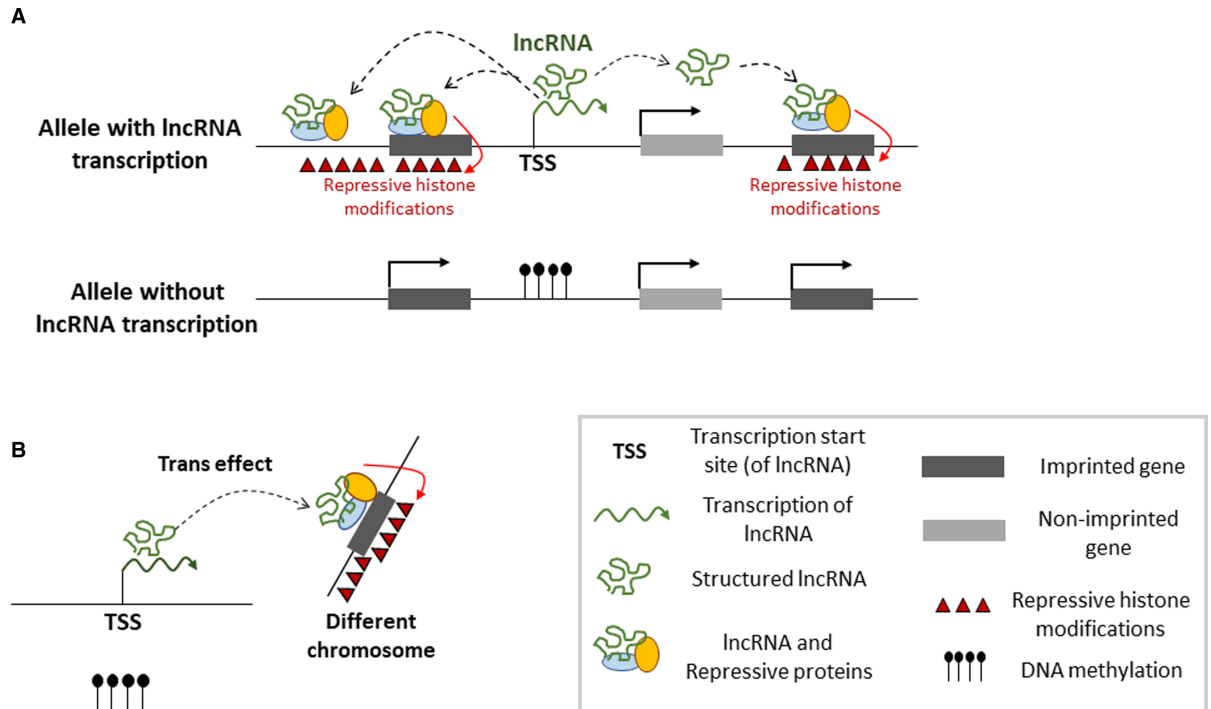 A
lncRNA
Allele with lncRNA
transcription
TSS
Repressive histone
modifications
Repressive histone
modifications
Allele without
lncRNA transcription
B
Trans effect
TSS
Different
chromosome
TSS
Transcription start
site (of lncRNA)
Transcription of
lncRNA
Structured lncRNA
lncRNA and
Repressive proteins
Imprinted gene
Non-imprinted
gene
Repressive histone
modifications
DNA methylation